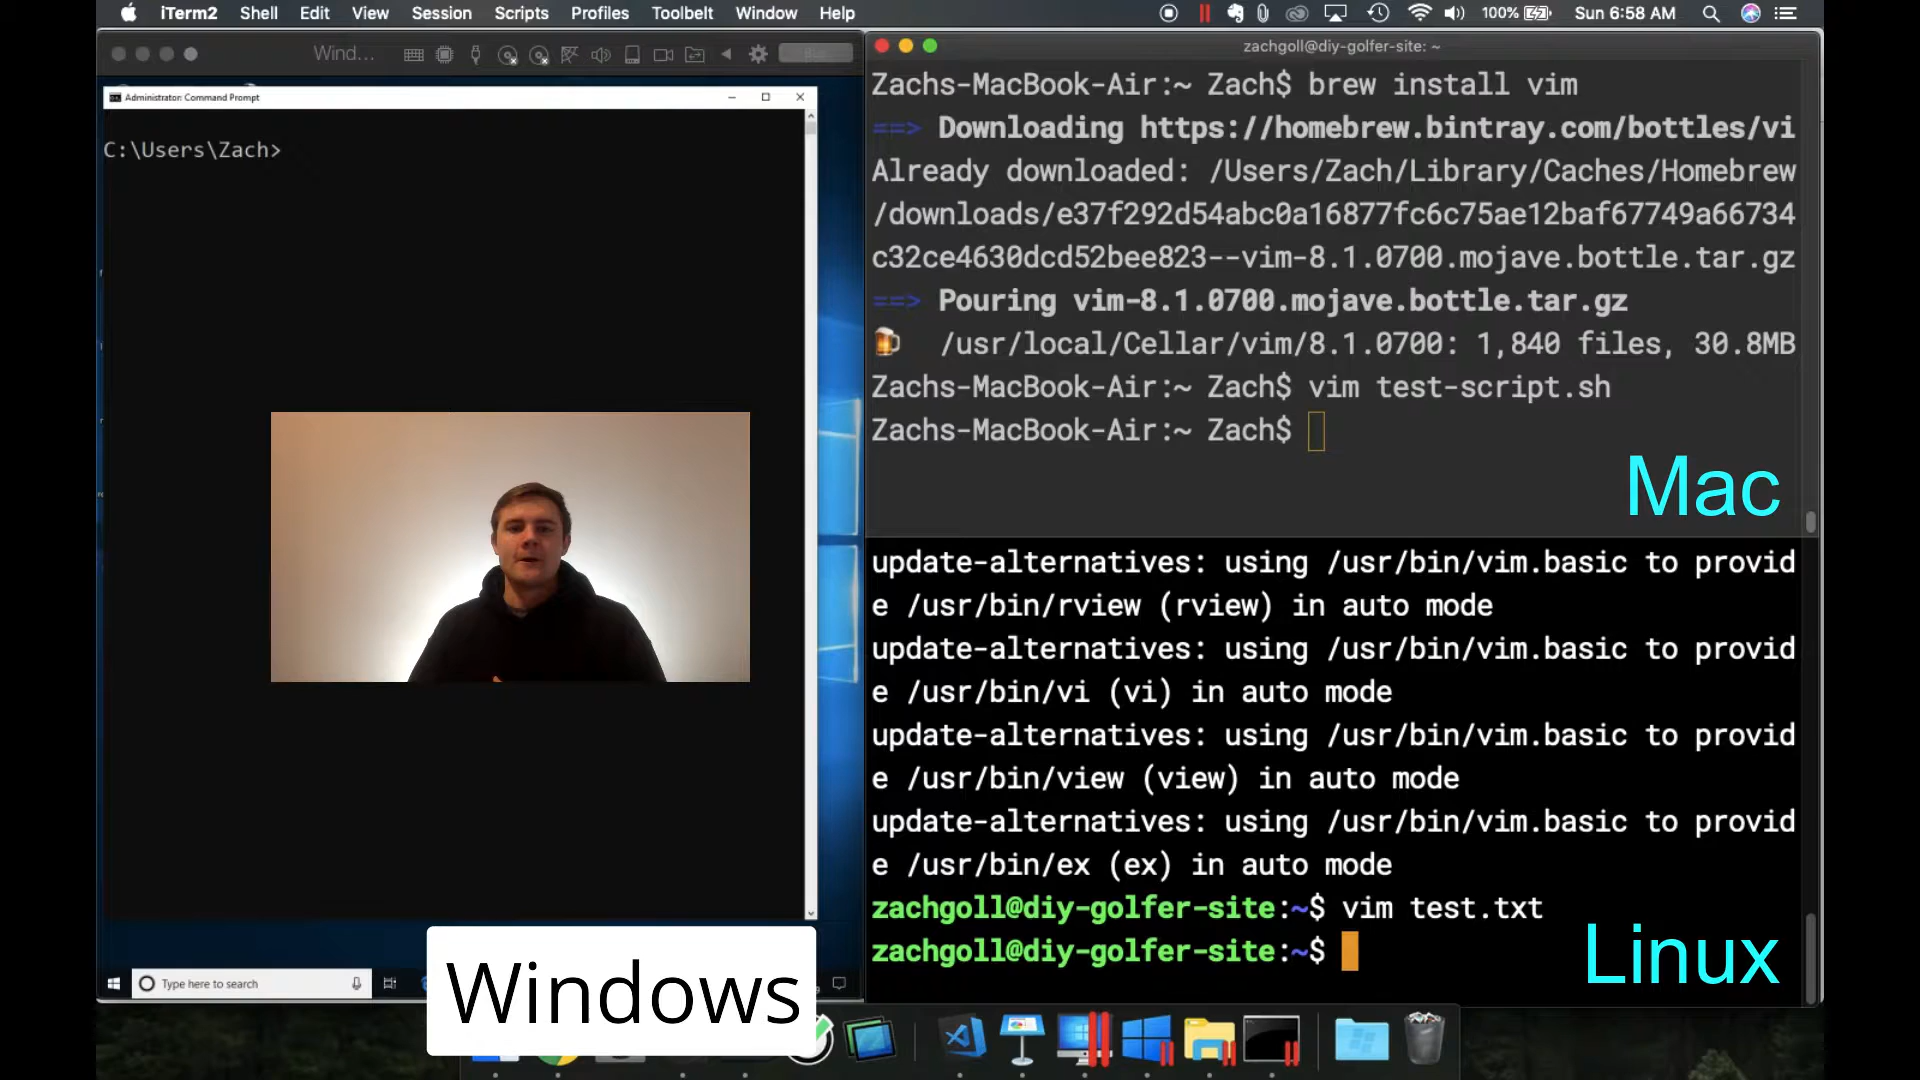 iTerm2 Shell Edit View Session Scripts Profiles Toolbelt Window Help 100% Sun 6:58 AM
Wind...
Administrator: Command Prompt
C:\Users\Zach>
Type here to search
Windows
zachgoll@diy-golfer-site: ~
Zachs-MacBook-Air:~ Zach$ brew install vim
==> Downloading https://homebrew.bintray.com/bottles/vi
Already downloaded: /Users/Zach/Library/Caches/Homebrew
/downloads/e37f292d54abc0a16877fc6c75ae12baf67749a66734
c32ce4630dcd52bee823--vim-8.1.0700.mojave.bottle.tar.gz
==> Pouring vim-8.1.0700.mojave.bottle.tar.gz
/usr/local/Cellar/vim/8.1.0700: 1,840 files, 30.8MB
Zachs-MacBook-Air:~ Zach$ vim test-script.sh
Zachs-MacBook-Air:~ Zach$
Mac
update-alternatives: using /usr/bin/vim.basic to provid
e /usr/bin/rview (rview) in auto mode
update-alternatives: using /usr/bin/vim.basic to provid
e /usr/bin/vi (vi) in auto mode
update-alternatives: using /usr/bin/vim.basic to provid
e /usr/bin/view (view) in auto mode
update-alternatives: using /usr/bin/vim.basic to provid
e /usr/bin/ex (ex) in auto mode
zachgoll@diy-golfer-site:~$ vim test.txt
zachgoll@diy-golfer-site:~$
Linux